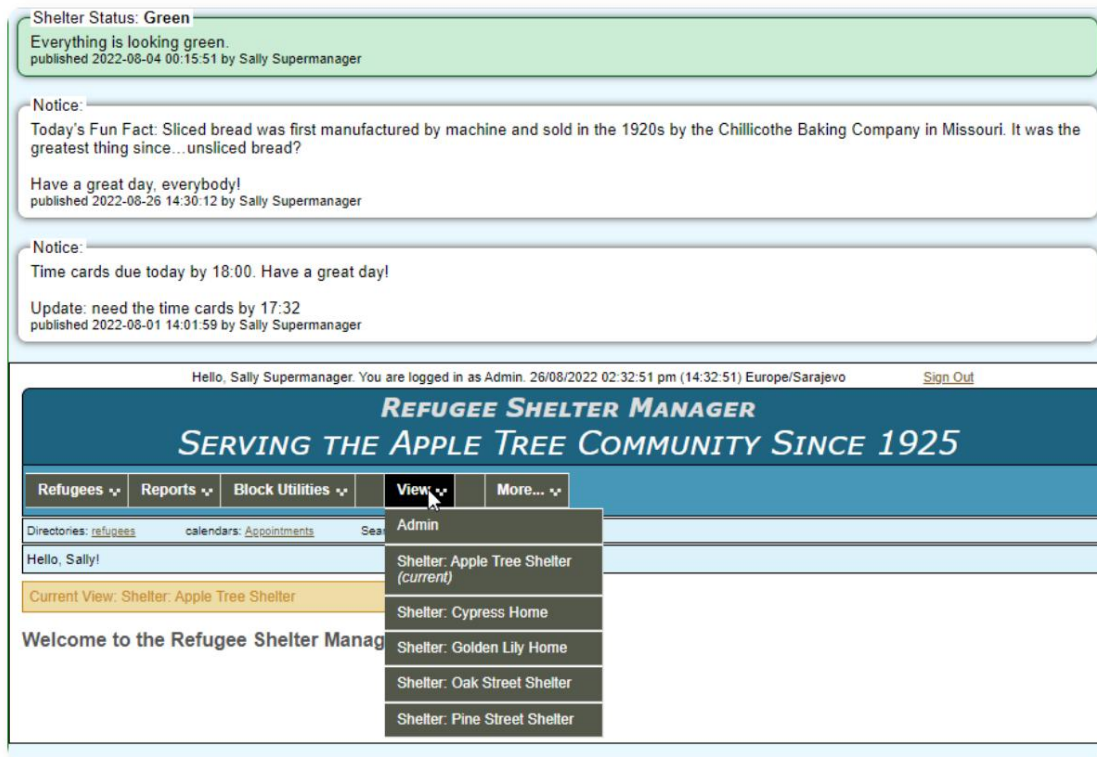 Shelter Status: Green
Everything is looking green.
published 2022-08-04 00:15:51 by Sally Supermanager
Notice:
Today's Fun Fact: Sliced bread was first manufactured by machine and sold in the 1920s by the Chillicothe Baking Company in Missouri. It was the
greatest thing since…unsliced bread?
Have a great day, everybody!
published 2022-08-26 14:30:12 by Sally Supermanager
Notice:
Time cards due today by 18:00. Have a great day!
Update: need the time cards by 17:32
published 2022-08-01 14:01:59 by Sally Supermanager
Hello, Sally Supermanager. You are logged in as Admin. 26/08/2022 02:32:51 pm (14:32:51) Europe/Sarajevo Sign Out
REFUGEE SHELTER MANAGER
SERVING THE APPLE TREE COMMUNITY SINCE 1925
Refugees Reports Block Utilities View More...
Directories: refugees calendars: Appointments
Hello, Sally!
Current View: Shelter: Apple Tree Shelter
Welcome to the Refugee Shelter
Admin
Shelter: Apple Tree Shelter
(current)
Shelter: Cypress Home
Shelter: Golden Lily Home
Shelter: Oak Street Shelter
Shelter: Pine Street Shelter